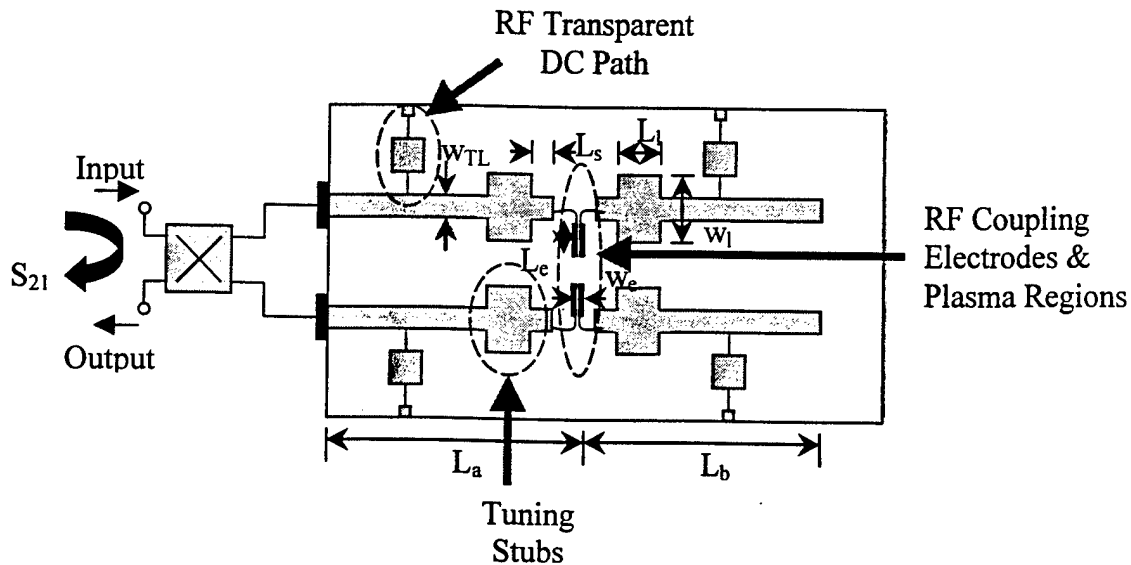 RF Transparent
DC Path
Input
w_TL
L_s
L_l
w_l
RF Coupling
Electrodes &
Plasma Regions
S_21
L_e
w_e
Output
L_a
L_b
Tuning
Stubs